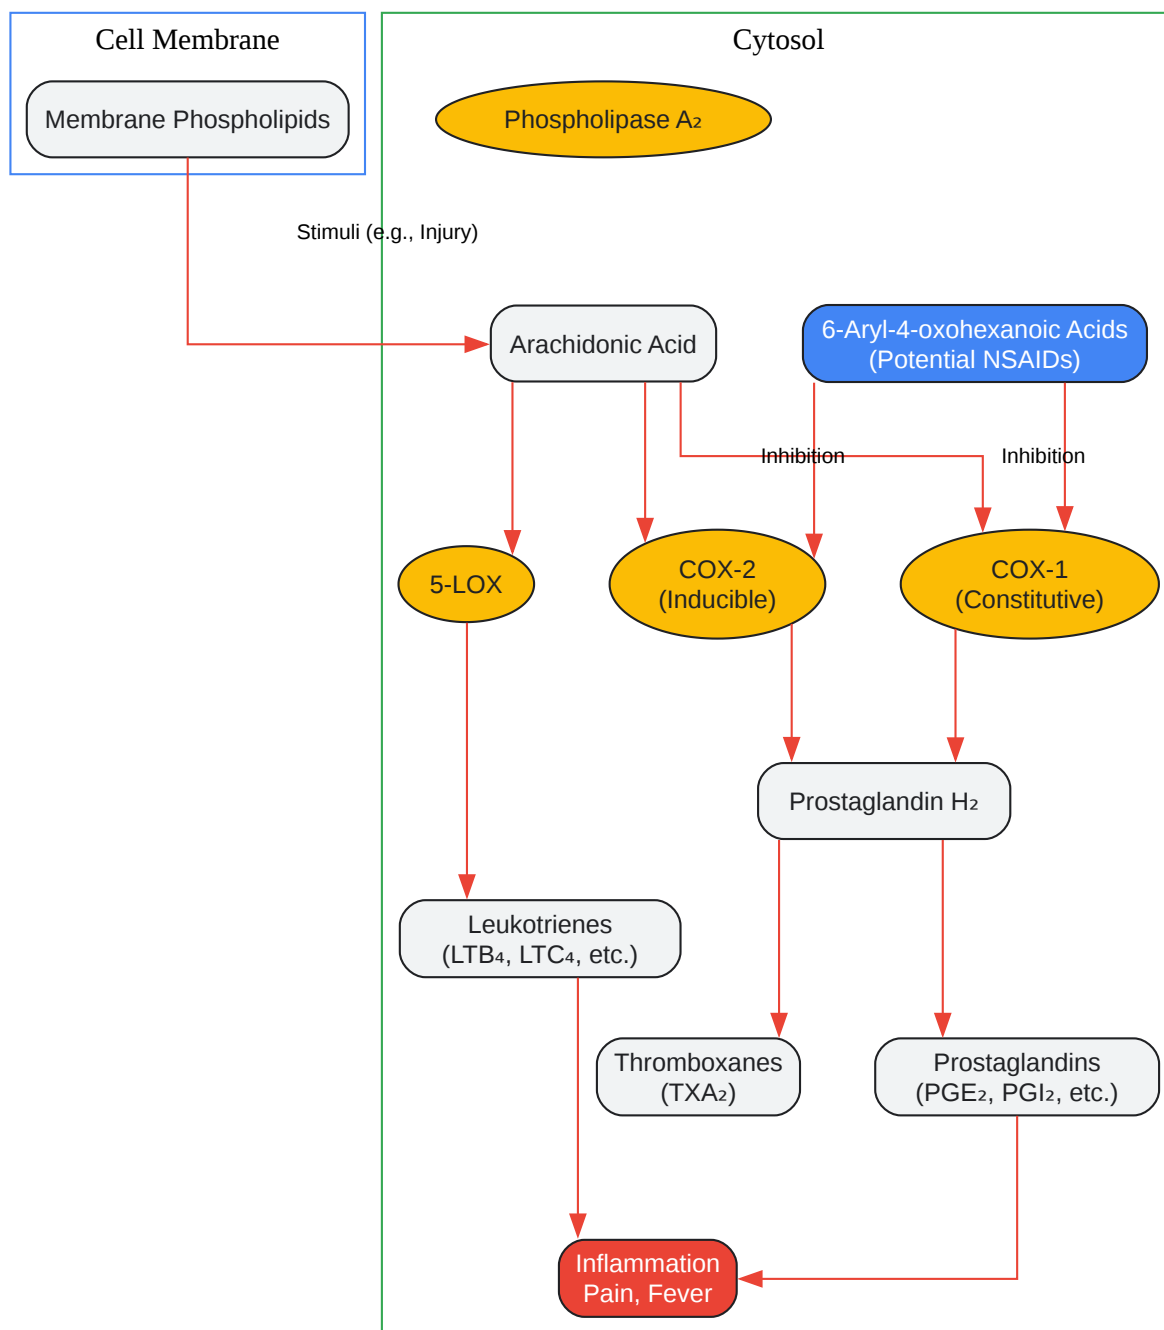 Cell Membrane
Cytosol
Membrane Phospholipids
Phospholipase A₂
Stimuli (e.g., Injury)
Arachidonic Acid
6-Aryl-4-oxohexanoic Acids
(Potential NSAIDs)
Inhibition
Inhibition
5-LOX
COX-2
(Inducible)
COX-1
(Constitutive)
Prostaglandin H₂
Leukotrienes
(LTB₄, LTC₄, etc.)
Thromboxanes
(TXA₂)
Prostaglandins
(PGE₂, PGI₂, etc.)
Inflammation
Pain, Fever